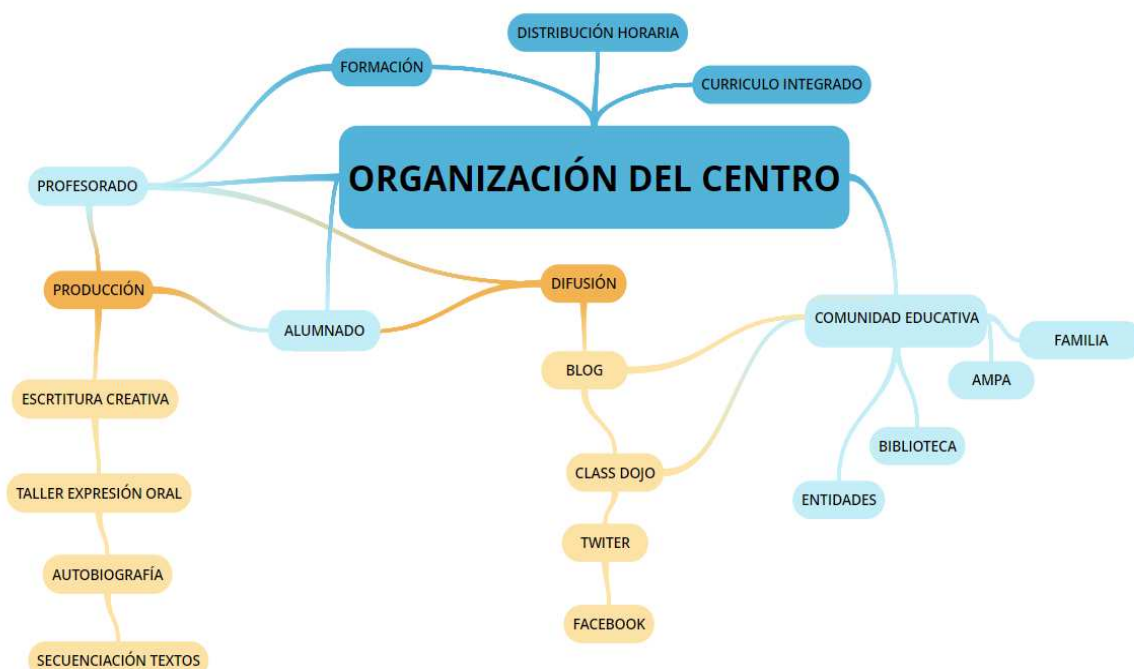 DISTRIBUCIÓN HORARIA
FORMACIÓN
CURRICULO INTEGRADO
ORGANIZACIÓN DEL CENTRO
PROFESORADO
PRODUCCIÓN
DIFUSIÓN
ALUMNADO
COMUNIDAD EDUCATIVA
FAMILIA
BLOG
AMPA
ESCRTITURA CREATIVA
BIBLIOTECA
CLASS DOJO
TALLER EXPRESIÓN ORAL
ENTIDADES
TWITER
AUTOBIOGRAFÍA
FACEBOOK
SECUENCIACIÓN TEXTOS